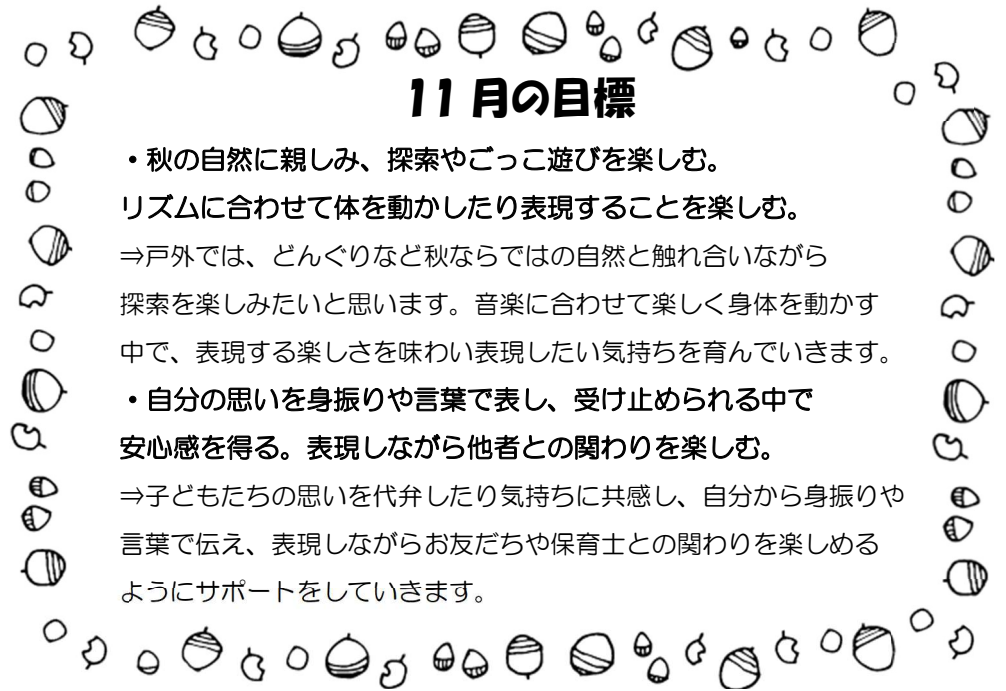 11月の目標
・秋の自然に親しみ、探索やごっこ遊びを楽しむ。
リズムに合わせて体を動かしたり表現することを楽しむ。
⇒戸外では、どんぐりなど秋ならではの自然と触れ合いながら
探索を楽しみたいと思います。音楽に合わせて楽しく身体を動かす
中で、表現する楽しさを味わい表現したい気持ちを育んでいきます。
・自分の思いを身振りや言葉で表し、受け止められる中で
安心感を得る。表現しながら他者との関わりを楽しむ。
⇒子どもたちの思いを代弁したり気持ちに共感し、自分から身振りや
言葉で伝え、表現しながらお友だちや保育士との関わりを楽しめる
ようにサポートをしていきます。